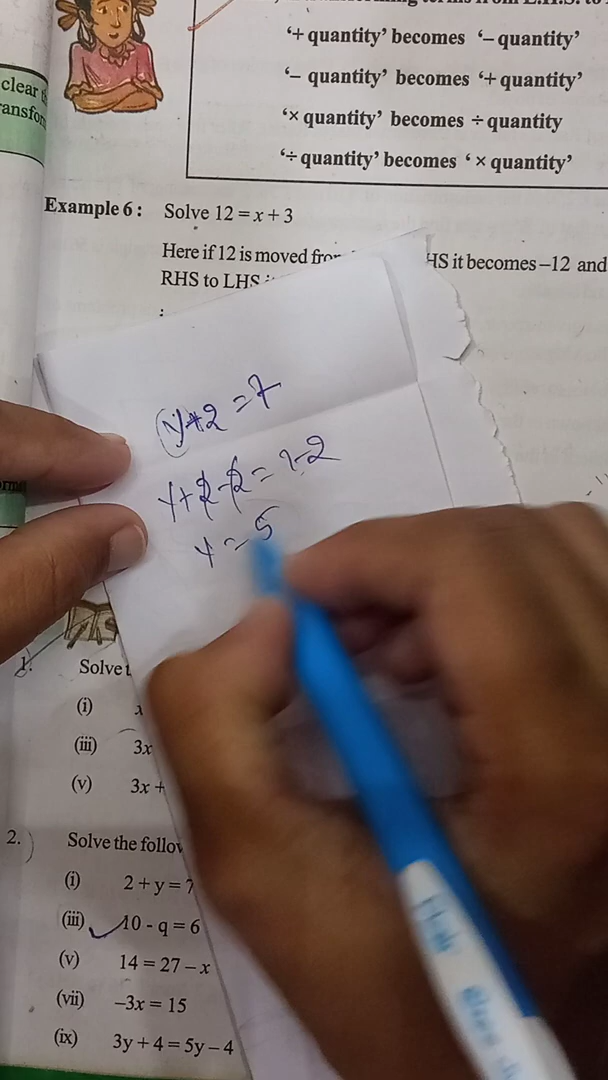 '+ quantity' becomes '– quantity'
'– quantity' becomes '+ quantity'
'× quantity' becomes ÷ quantity
'÷ quantity' becomes ' × quantity'
clear
Example 6 : Solve 12 = x + 3
Here if 12 is moved HS it becomes –12 and
RHS to LHS
:
y+2 = 7
y+2-2 = 7-2
y = 5
1. Solve
(i)
(iii) 3x
(v) 3x +
2. Solve the follow
(i) 2 + y = 7
(iii) 10 - q = 6
(v) 14 = 27 – x
(vii) –3x = 15
(ix) 3y + 4 = 5y – 4